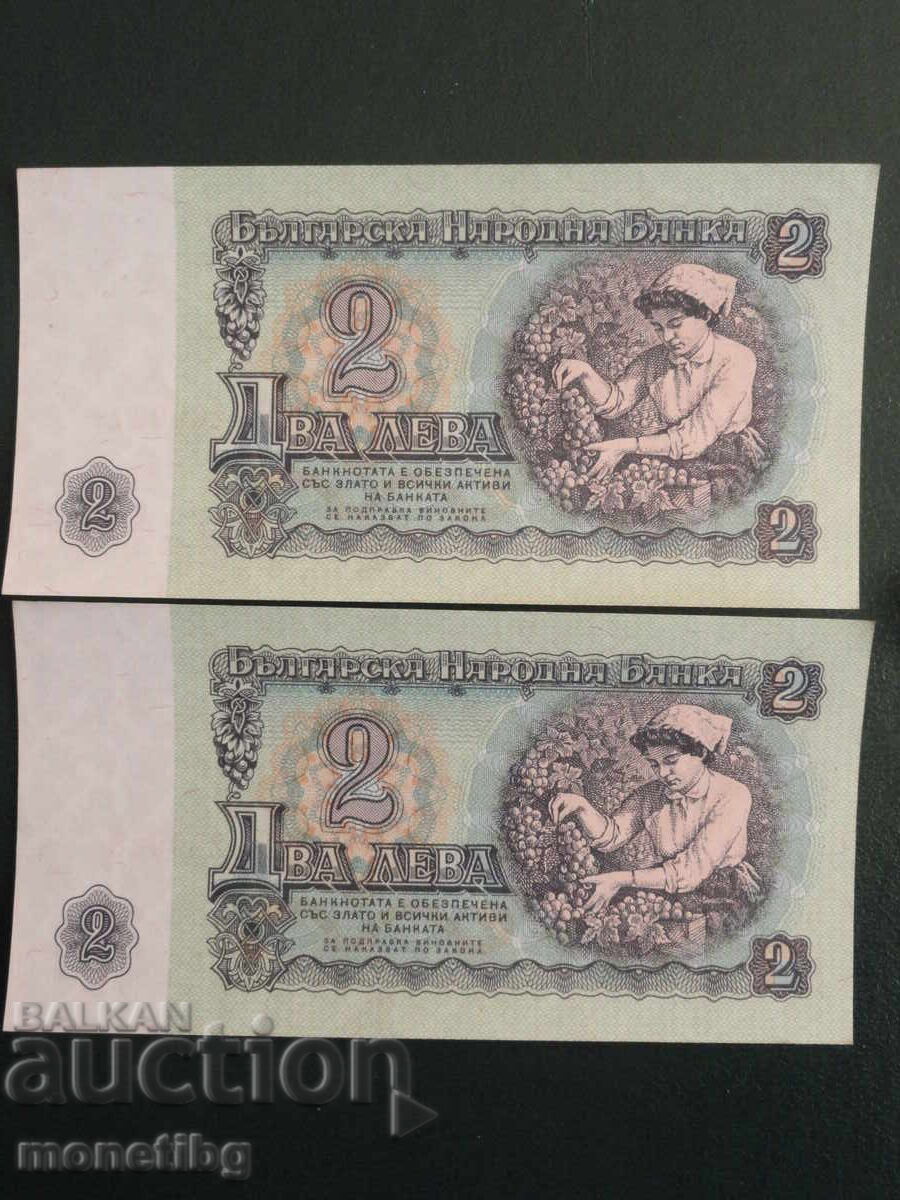 Българска Народна Банка 2
2
Два лева
Банкнотата е обезпечена
със злато и всички активи
на банката
За подправка виновните
се наказват по закона
2
2
Българска Народна Банка 2
2
Два лева
Банкнотата е обезпечена
със злато и всички активи
на банката
За подправка виновните
се наказват по закона
2
2
BALKAN
auction
monetibg